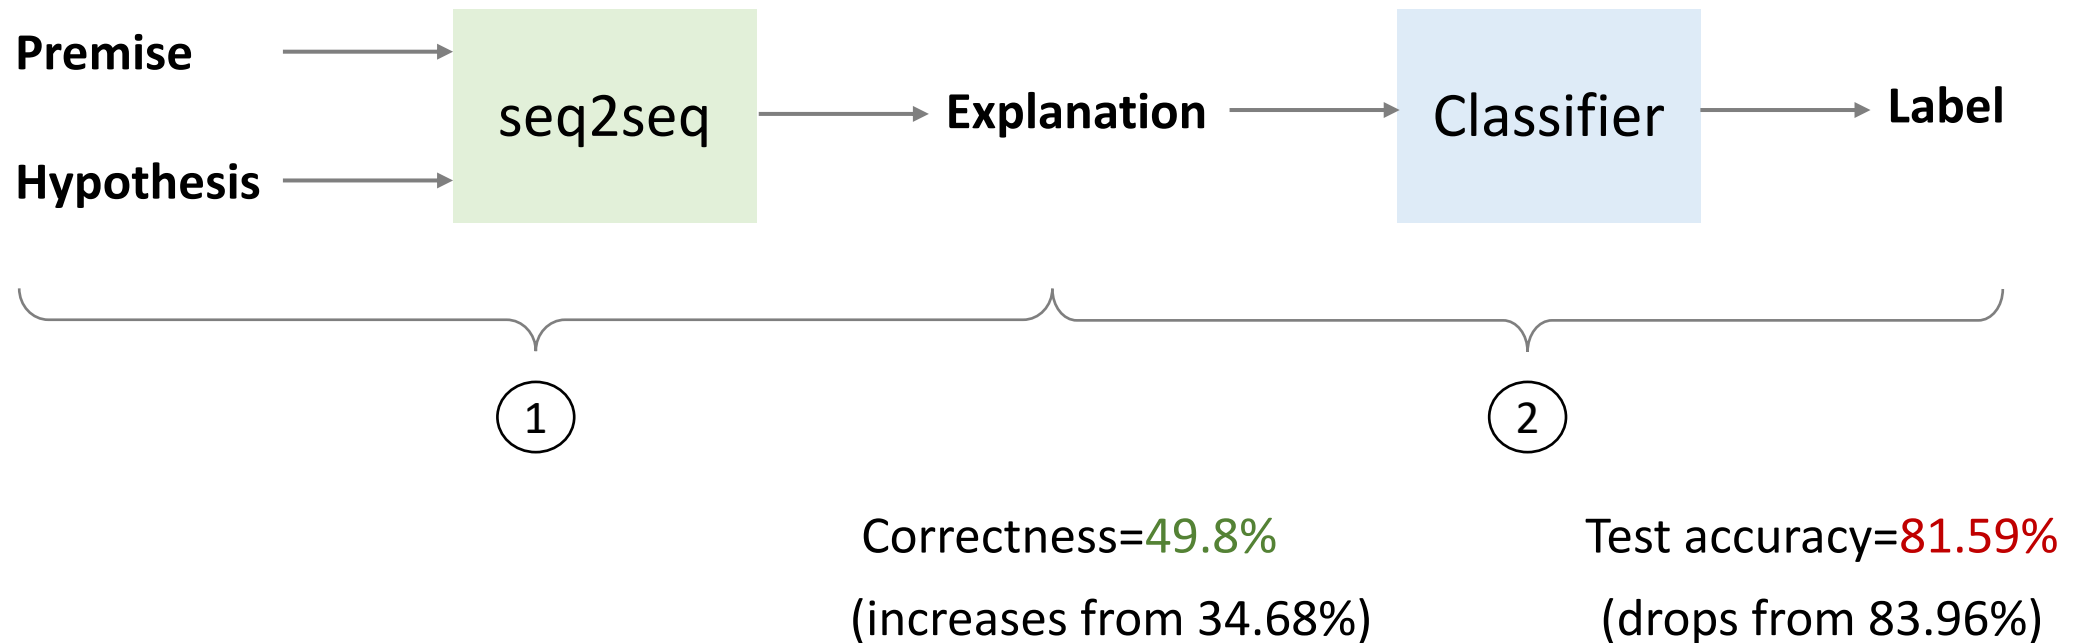 Premise
Hypothesis
seq2seq
Explanation
Classifier
Label
1
2
Correctness=49.8%
(increases from 34.68%)
Test accuracy=81.59%
(drops from 83.96%)